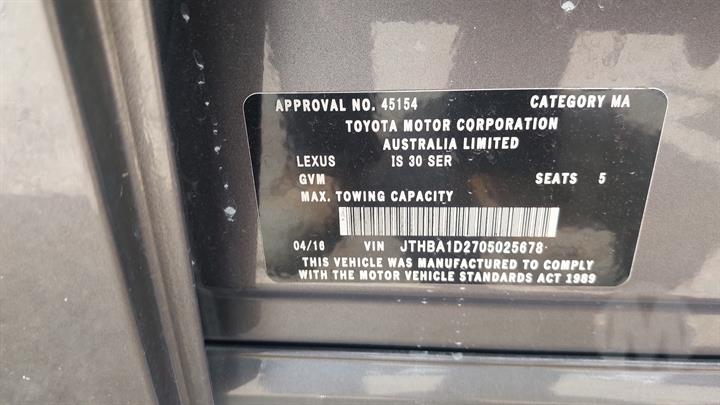 APPROVAL NO. 45154 CATEGORY MA
TOYOTA MOTOR CORPORATION
AUSTRALIA LIMITED
LEXUS IS 30 SER
GVM SEATS 5
MAX. TOWING CAPACITY
04/16 VIN JTHBA1D2705025678
THIS VEHICLE WAS MANUFACTURED TO COMPLY
WITH THE MOTOR VEHICLE STANDARDS ACT 1989
M